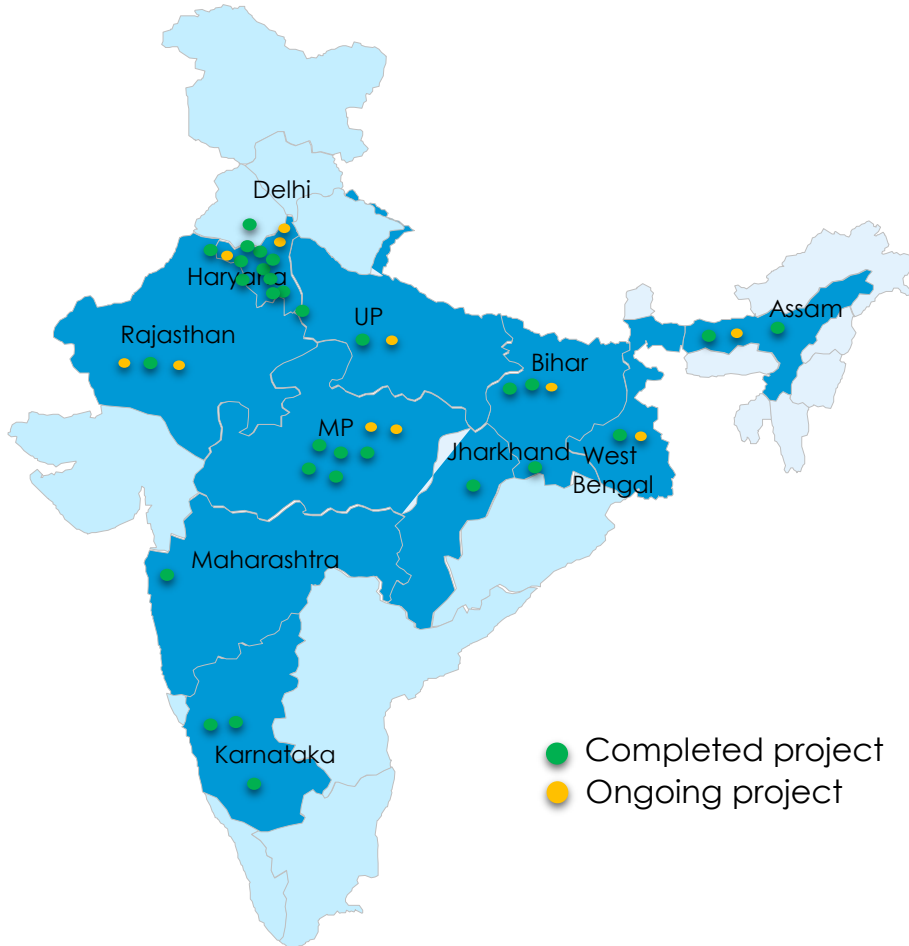 Delhi
Haryana
Rajasthan
UP
Assam
Bihar
MP
Jharkhand
West
Bengal
Maharashtra
Karnataka
Completed project
Ongoing project